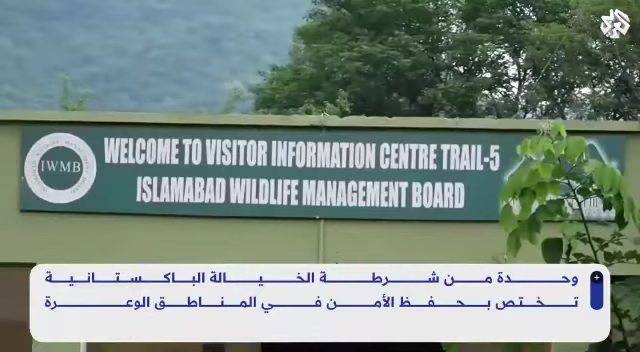 WELCOME TO VISITOR INFORMATION CENTRE TRAIL-5
IWMB
ISLAMABAD WILDLIFE MANAGEMENT BOARD
وحدة من شرطة الخيالة الباكستانية
تختص بحفظ الأمن في المناطق الوعرة